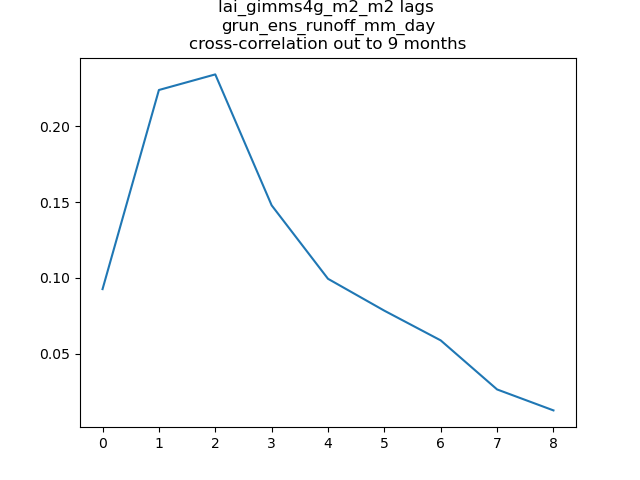 lai_gimms4g_m2_m2 lags
grun_ens_runoff_mm_day
cross-correlation out to 9 months
0.20
0.15
0.10
0.05
0 1 2 3 4 5 6 7 8